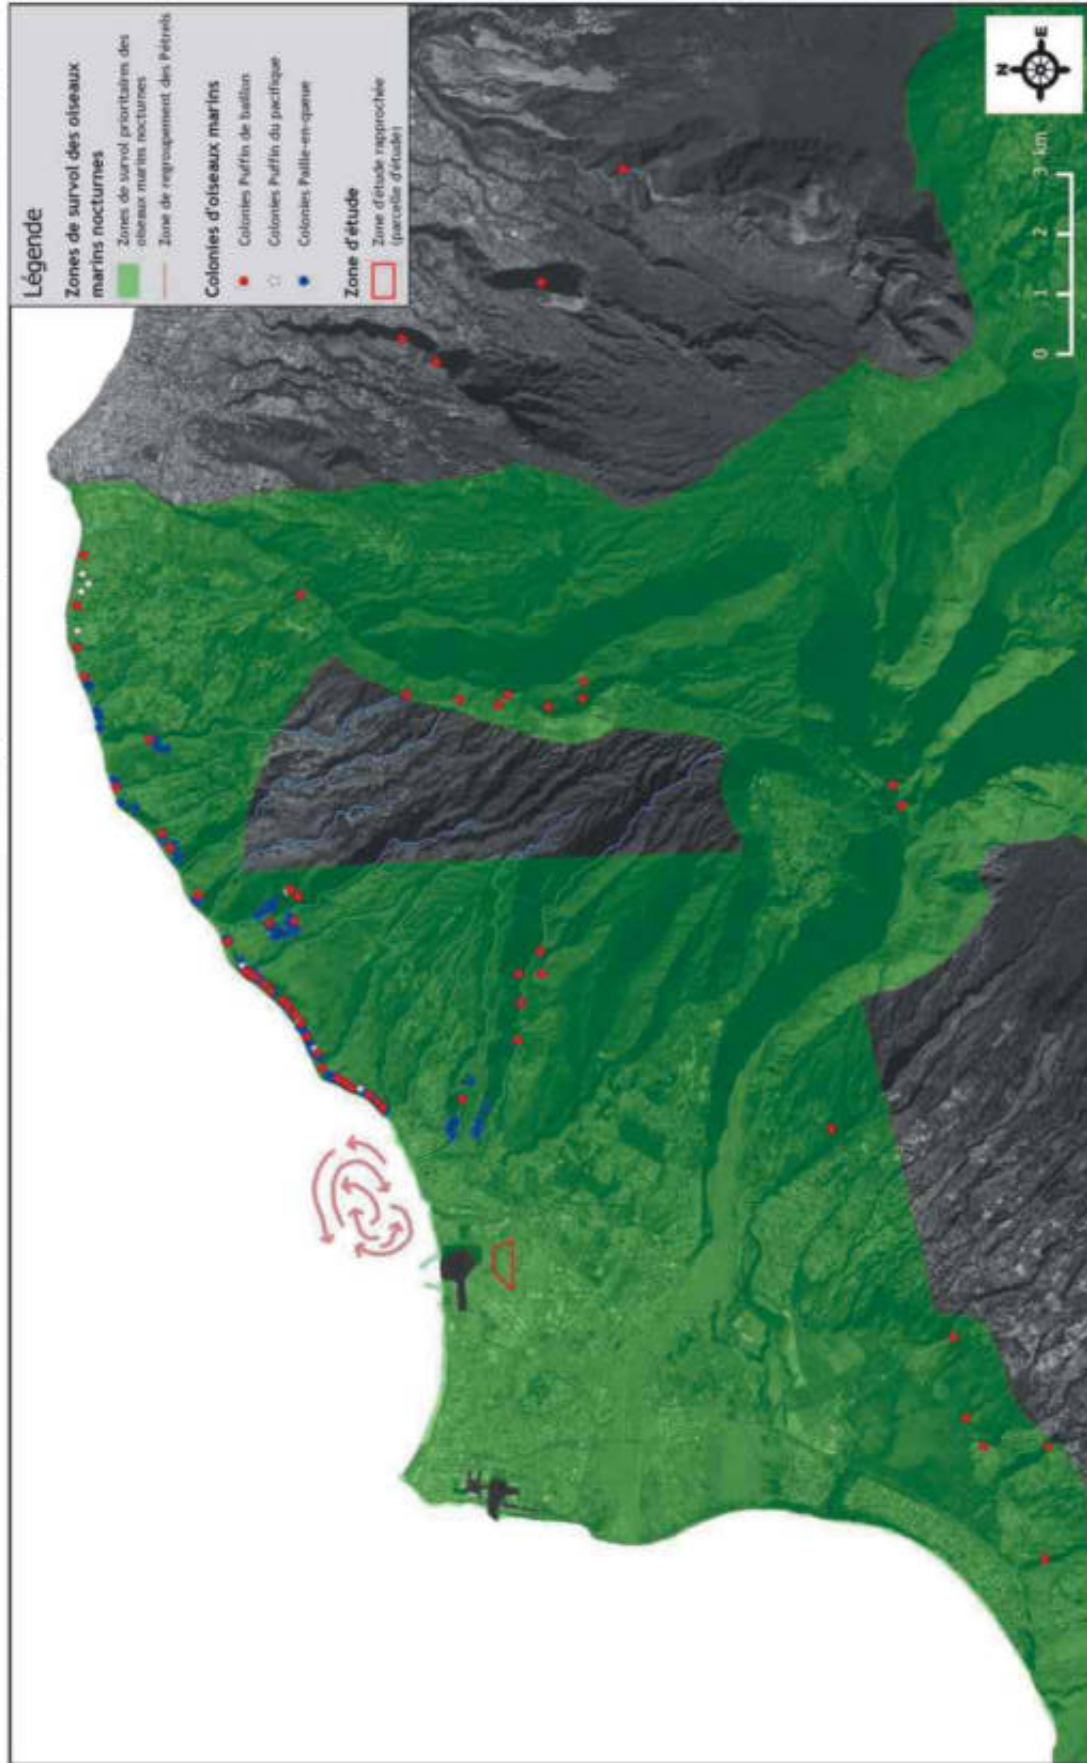 Légende
Zones de survol des oiseaux
marins nocturnes
Zones de survol prioritaires des
oiseaux marins nocturnes
Zone de regroupement des Pétrels
Colonies d'oiseaux marins
Colonies Puffin de baillon
Colonies Puffin du pacifique
Colonies Paille-en-queue
Zone d'étude
Zone d'étude rapprochée
(parcelle d'étude)
N
E
0 1 2 3 km